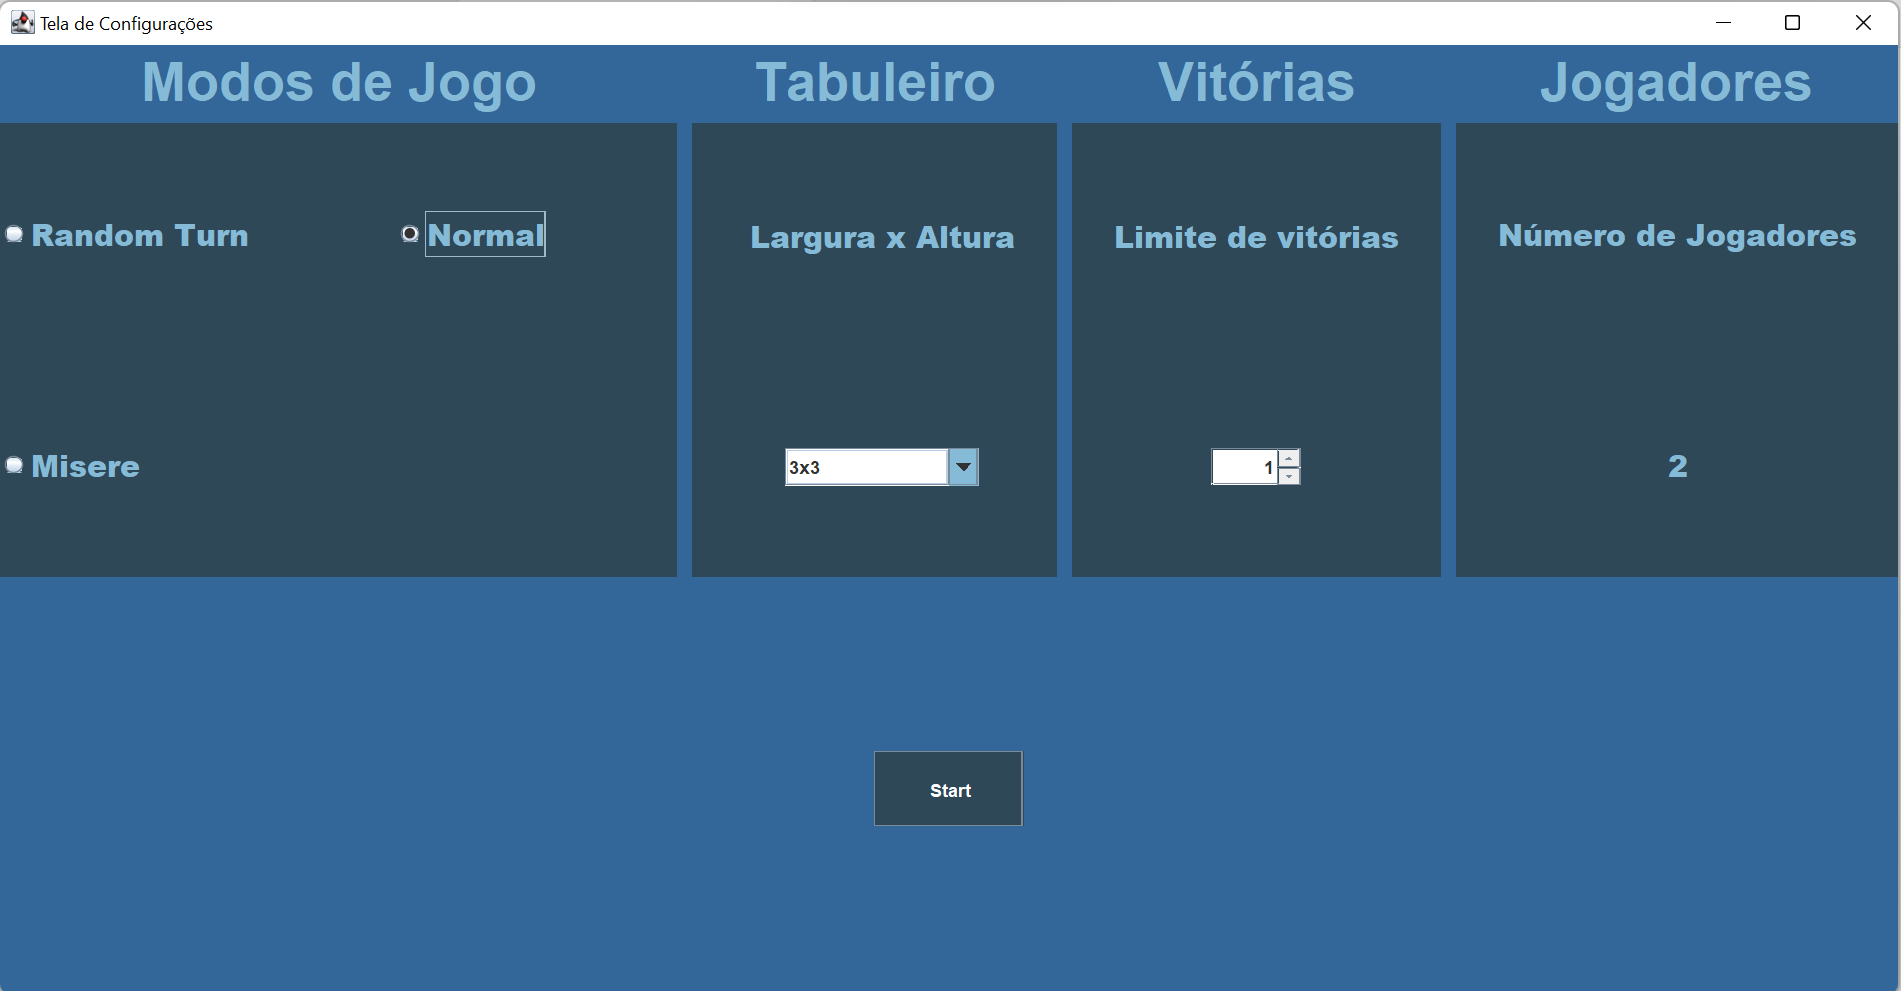 Tela de Configurações
Modos de Jogo
Tabuleiro
Vitórias
Jogadores
Random Turn
Normal
Largura x Altura
Limite de vitórias
Número de Jogadores
Misere
3x3
1
2
Start